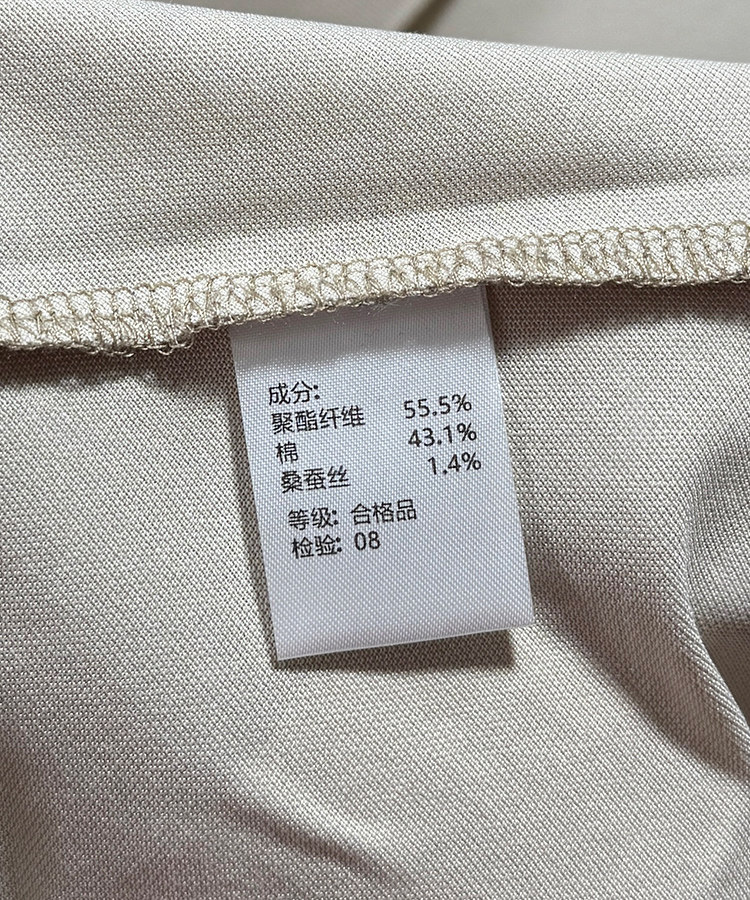 成分:
聚酯纤维 55.5%
棉 43.1%
桑蚕丝 1.4%
等级: 合格品
检验: 08